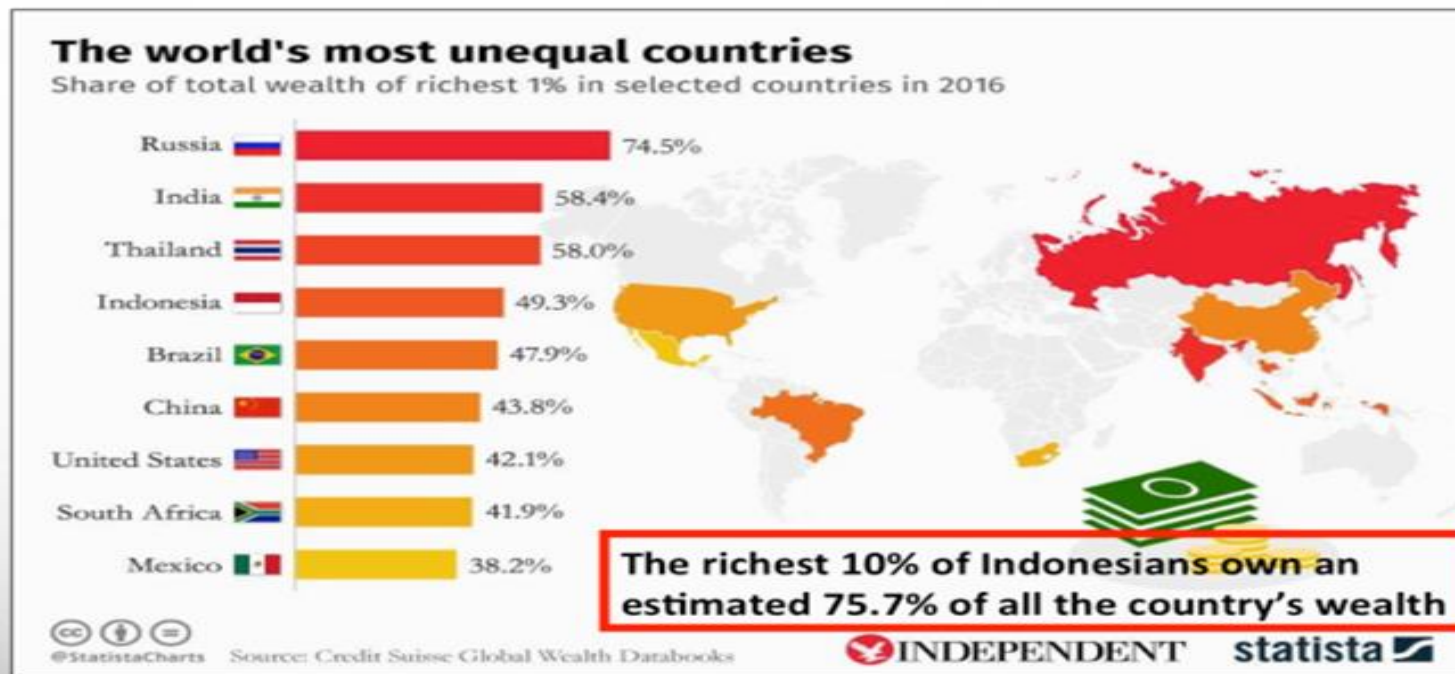 The world's most unequal countries
Share of total wealth of richest 1% in selected countries in 2016
Russia 74.5%
India 58.4%
Thailand 58.0%
Indonesia 49.3%
Brazil 47.9%
China 43.8%
United States 42.1%
South Africa 41.9%
Mexico 38.2%
The richest 10% of Indonesians own an
estimated 75.7% of all the country's wealth
cc
@StatistaCharts Source: Credit Suisse Global Wealth Databooks INDEPENDENT statista